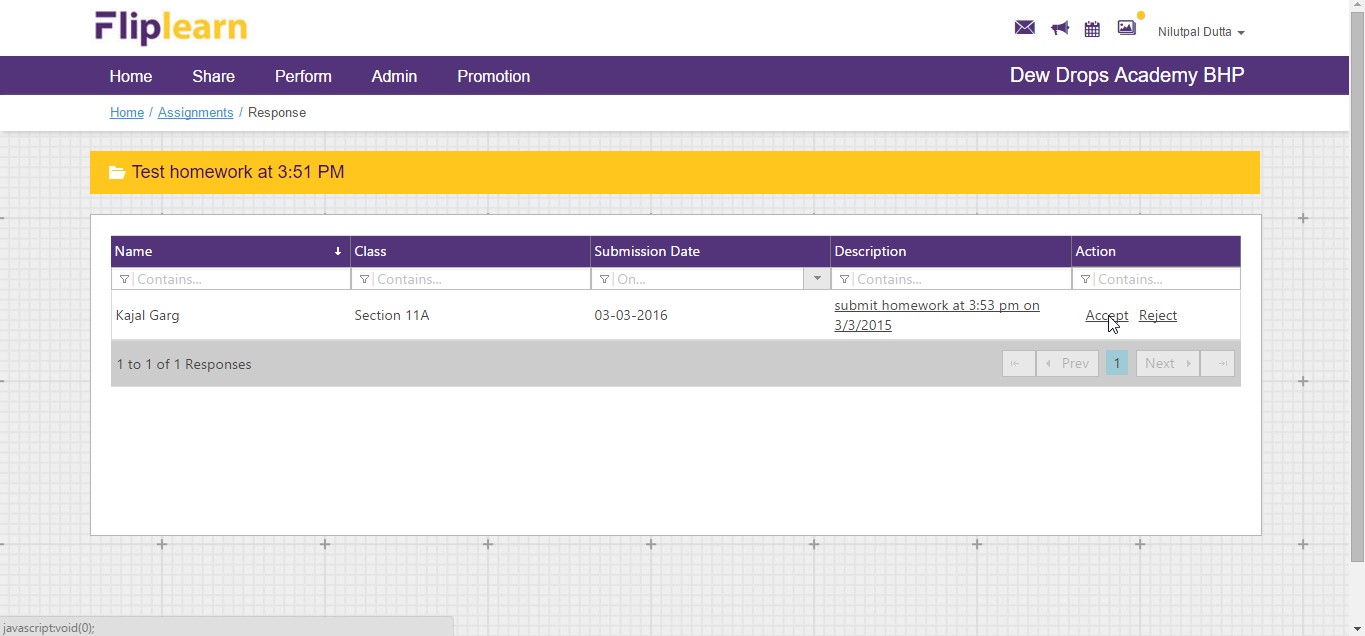 Fliplearn
Nilutpal Dutta
Home Share Perform Admin Promotion Dew Drops Academy BHP
Home / Assignments / Response
Test homework at 3:51 PM
Name Class Submission Date Description Action
Contains... Contains... On... Contains... Contains...
Kajal Garg Section 11A 03-03-2016 submit homework at 3:53 pm on Accept Reject
3/3/2015
1 to 1 of 1 Responses Prev 1 Next
javascript:void(0);